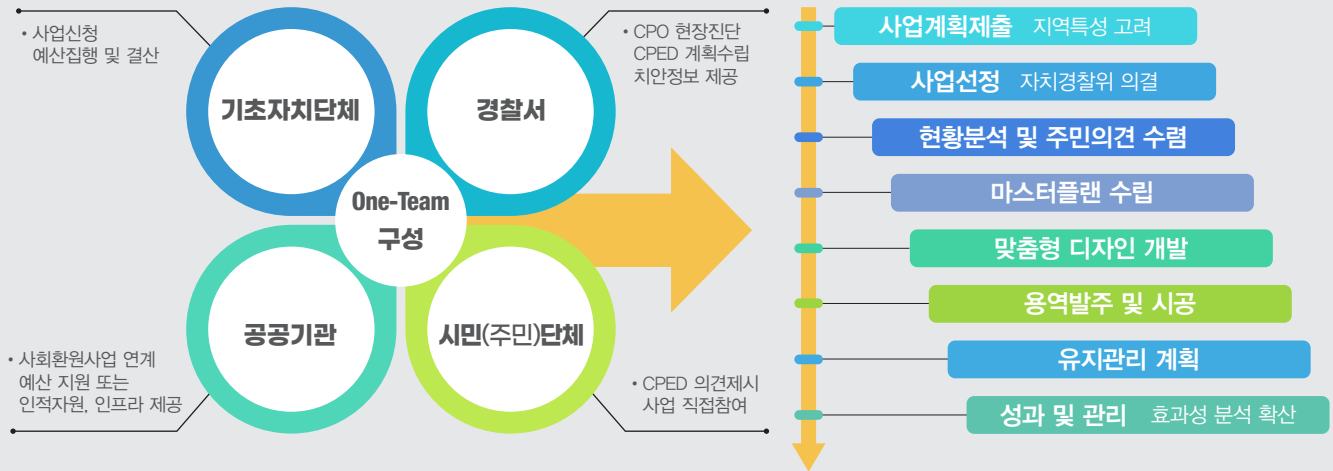 • 사업신청
예산집행 및 결산
기초자치단체
경찰서
• CPO 현장진단
CPED 계획수립
치안정보 제공
One-Team
구성
공공기관
시민(주민)단체
• 사회환원사업 연계
예산 지원 또는
인적자원, 인프라 제공
• CPED 의견제시
사업 직접참여
사업계획제출 지역특성 고려
사업선정 자치경찰위 의결
현황분석 및 주민의견 수렴
마스터플랜 수립
맞춤형 디자인 개발
용역발주 및 시공
유지관리 계획
성과 및 관리 효과성 분석 확산